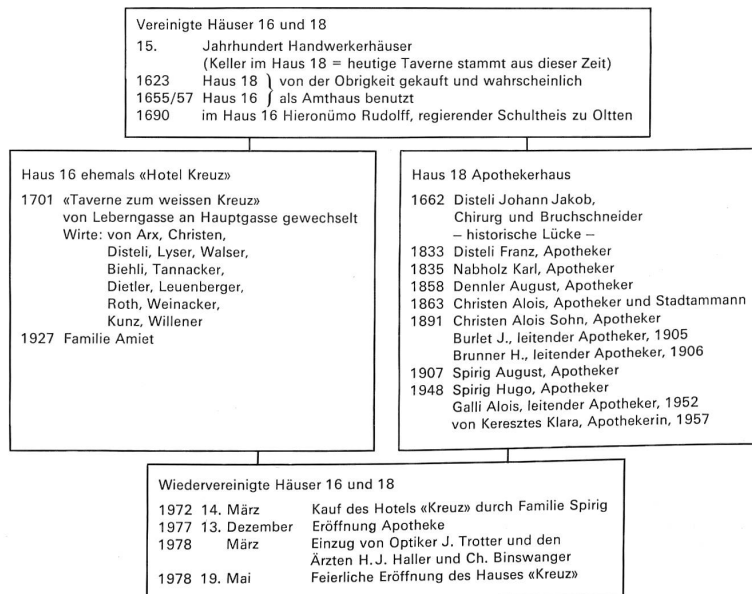 Vereinigte Häuser 16 und 18
15. Jahrhundert Handwerkerhäuser
(Keller im Haus 18 = heutige Taverne stammt aus dieser Zeit)
1623 Haus 18 } von der Obrigkeit gekauft und wahrscheinlich
1655/57 Haus 16 } als Amthaus benutzt
1690 im Haus 16 Hieronümo Rudolff, regierender Schultheis zu Oltten
Haus 16 ehemals «Hotel Kreuz»
1701 «Taverne zum weissen Kreuz»
von Leberngasse an Hauptgasse gewechselt
Wirte: von Arx, Christen,
Disteli, Lyser, Walser,
Biehli, Tannacker,
Dietler, Leuenberger,
Roth, Weinacker,
Kunz, Willener
1927 Familie Amiet
Haus 18 Apothekerhaus
1662 Disteli Johann Jakob,
Chirurg und Bruchschneider
– historische Lücke –
1833 Disteli Franz, Apotheker
1835 Nabholz Karl, Apotheker
1858 Dennler August, Apotheker
1863 Christen Alois, Apotheker und Stadtammann
1891 Christen Alois Sohn, Apotheker
Burlet J., leitender Apotheker, 1905
Brunner H., leitender Apotheker, 1906
1907 Spirig August, Apotheker
1948 Spirig Hugo, Apotheker
Galli Alois, leitender Apotheker, 1952
von Keresztes Klara, Apothekerin, 1957
Wiedervereinigte Häuser 16 und 18
1972 14. März Kauf des Hotels «Kreuz» durch Familie Spirig
1977 13. Dezember Eröffnung Apotheke
1978 März Einzug von Optiker J. Trotter und den
Ärzten H. J. Haller und Ch. Binswanger
1978 19. Mai Feierliche Eröffnung des Hauses «Kreuz»